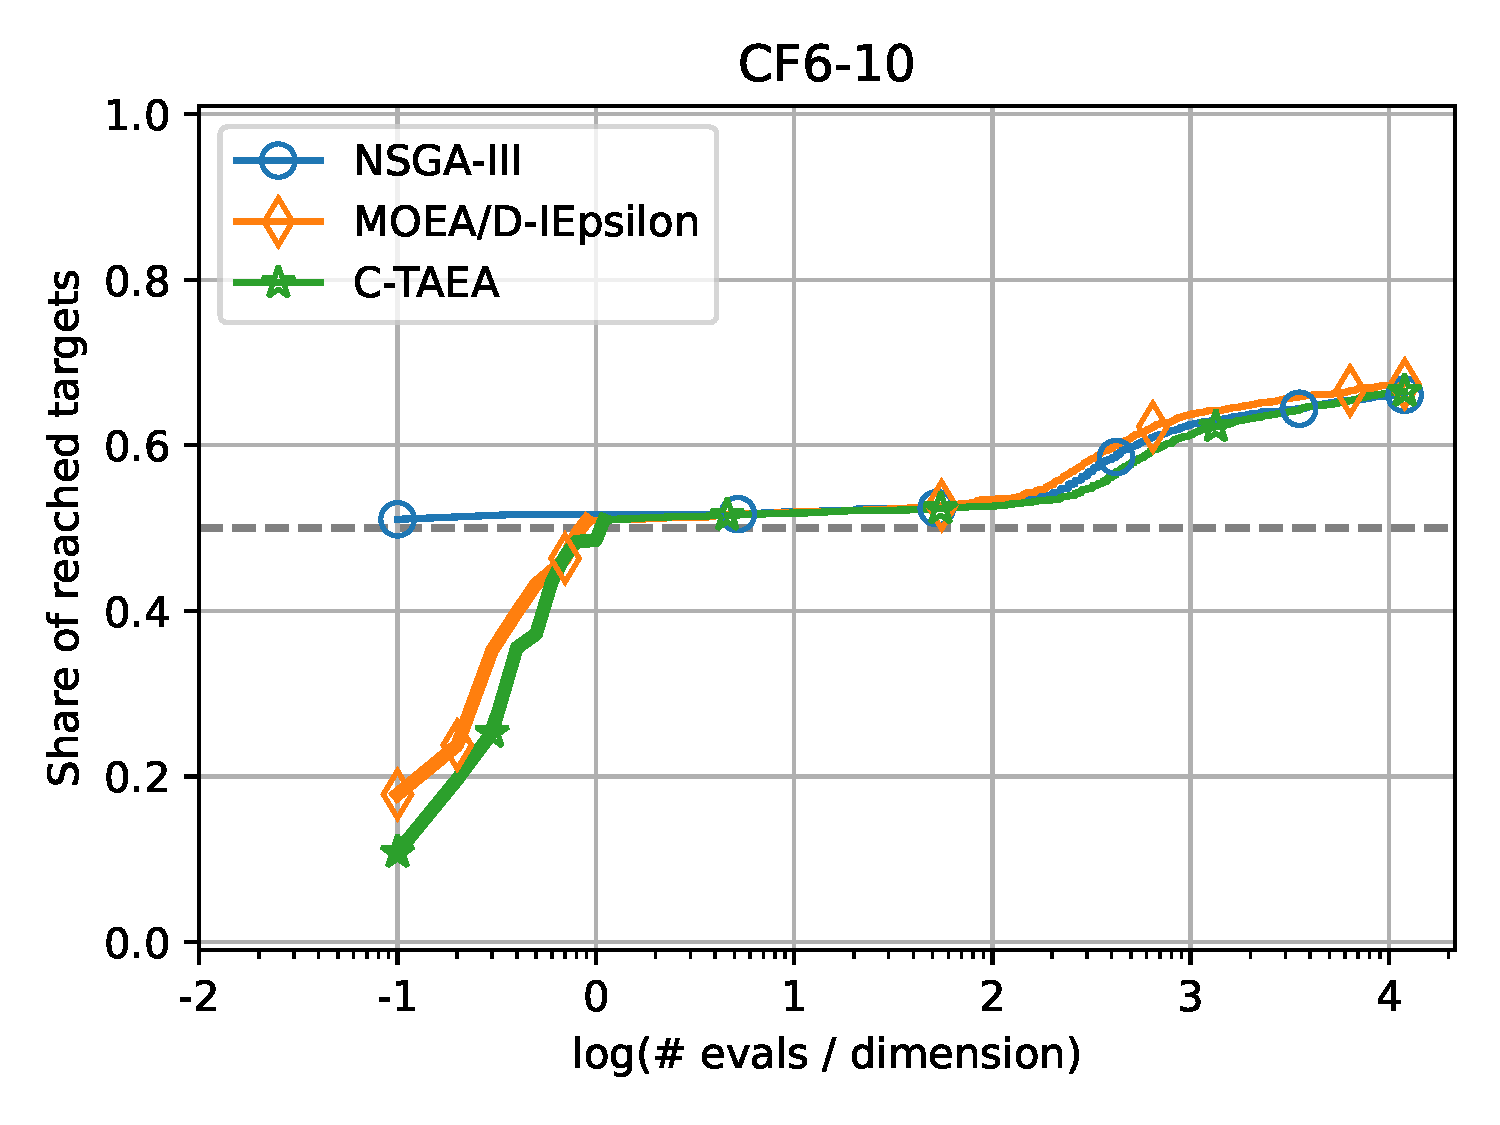 CF6-10
NSGA-III
MOEA/D-IEpsilon
C-TAEA
Share of reached targets
1.0
0.8
0.6
0.4
0.2
0.0
-2 -1 0 1 2 3 4
log(# evals / dimension)